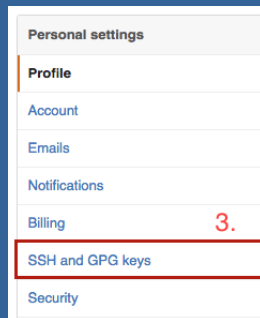 Personal settings
Profile
Account
Emails
Notifications
Billing
3.
SSH and GPG keys
Security